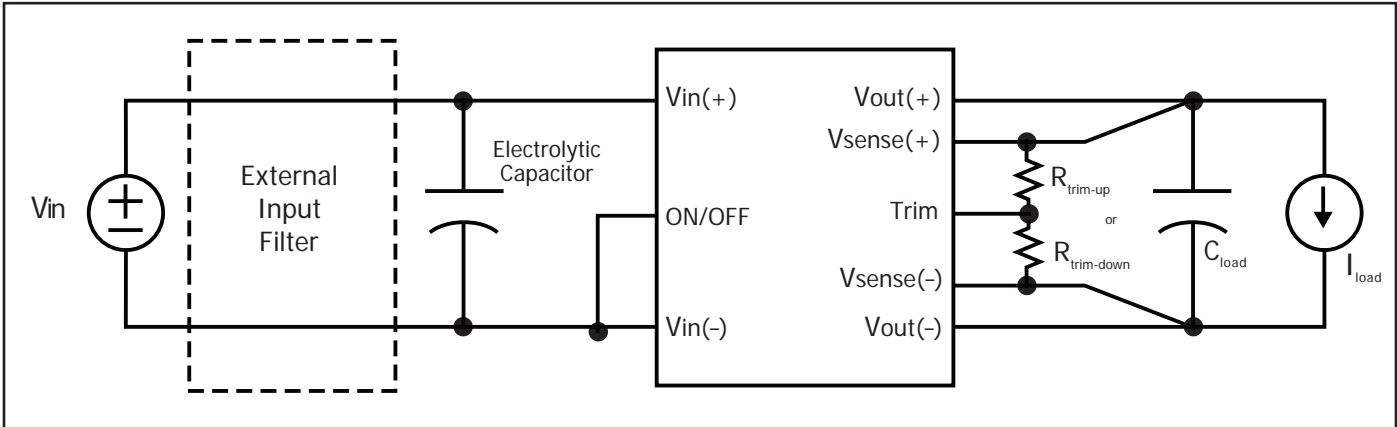 Vin
+
−
External
Input
Filter
Electrolytic
Capacitor
Vin(+)
ON/OFF
Vin(−)
Vout(+)
Vsense(+)
Trim
Vsense(−)
Vout(−)
Rtrim-up
or
Rtrim-down
Cload
Iload